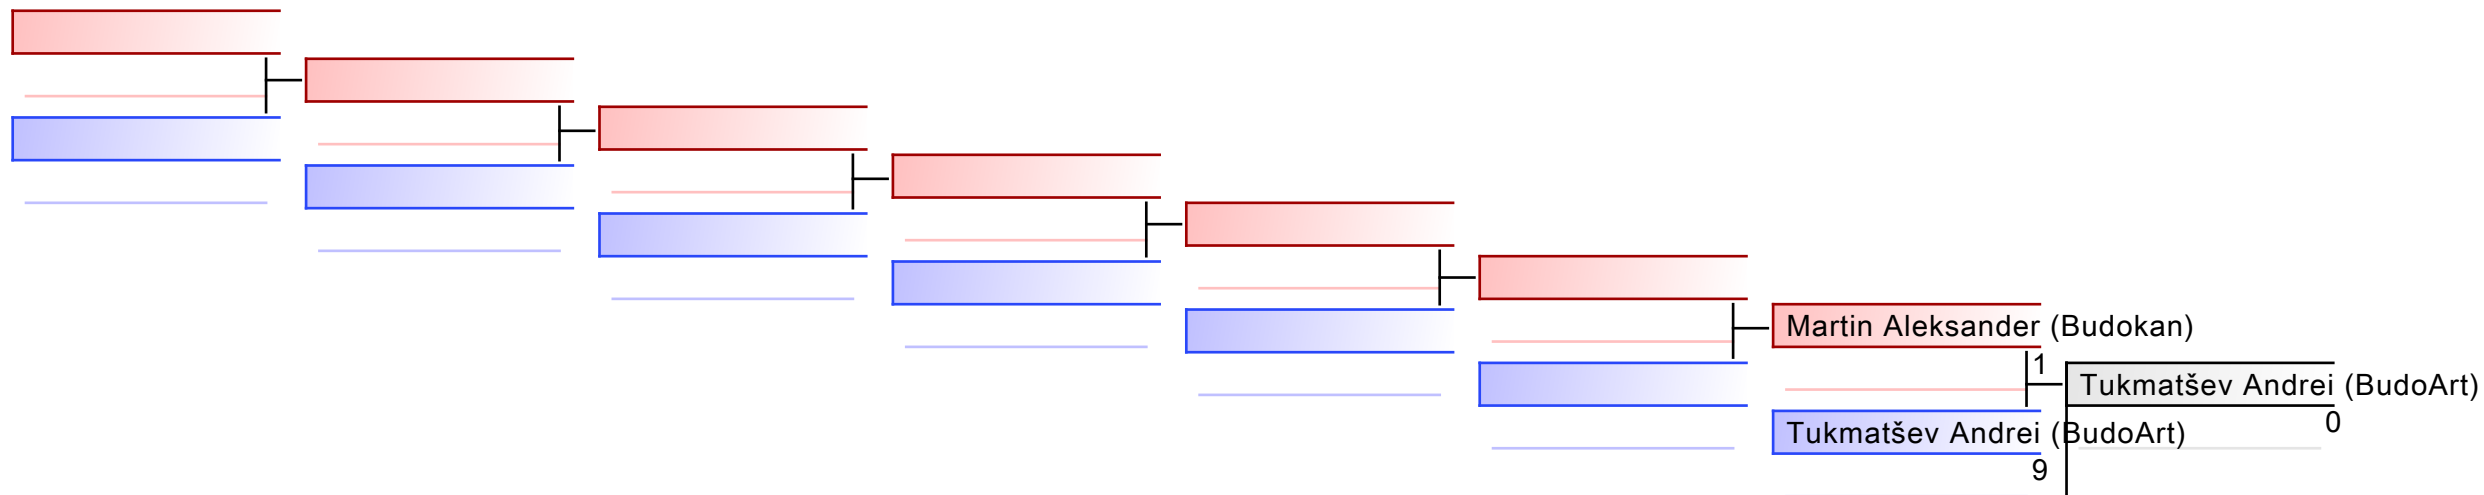 Martin Aleksander (Budokan)
1
Tukmatšev Andrei (BudoArt)
0
Tukmatšev Andrei (BudoArt)
9